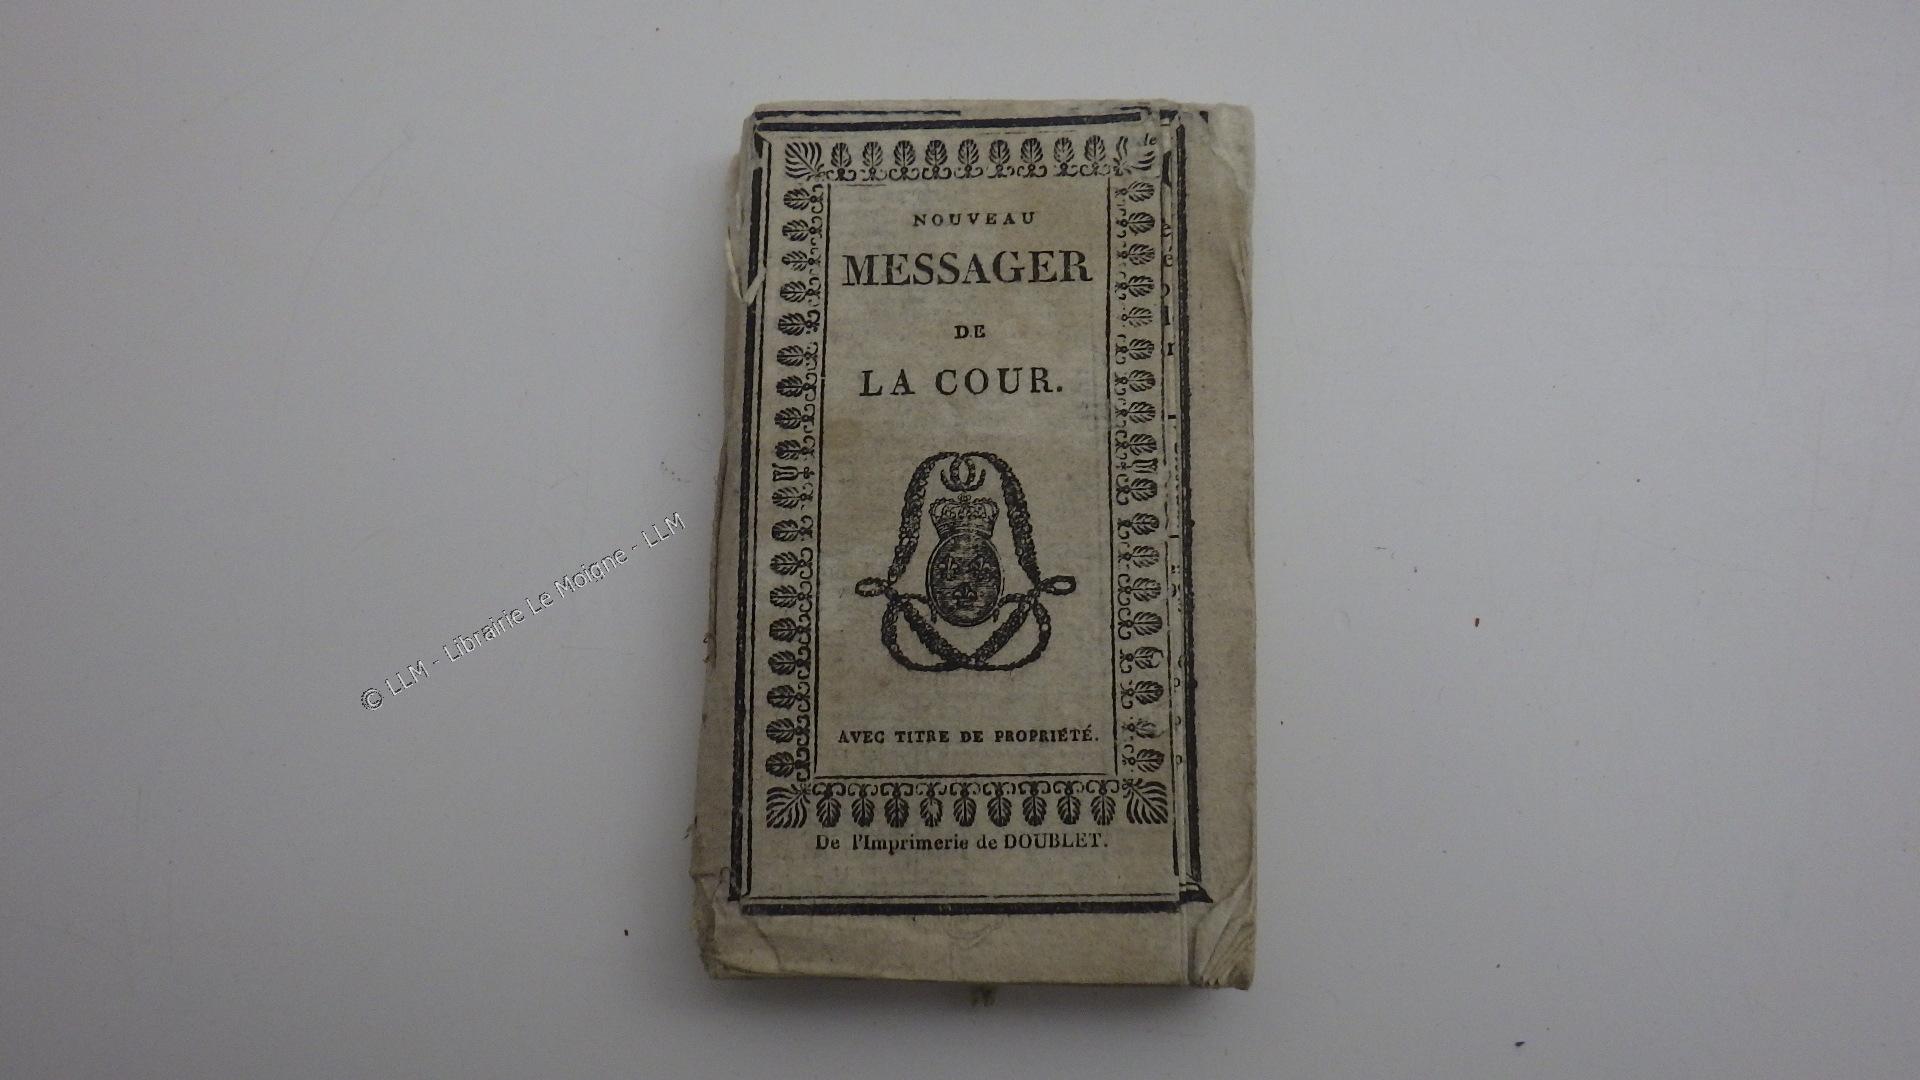 NOUVEAU
MESSAGER
DE
LA COUR.
AVEC TITRE DE PROPRIÉTÉ.
De l'Imprimerie de DOUBLET.
© LLM - Librairie Le Moigne - LLM